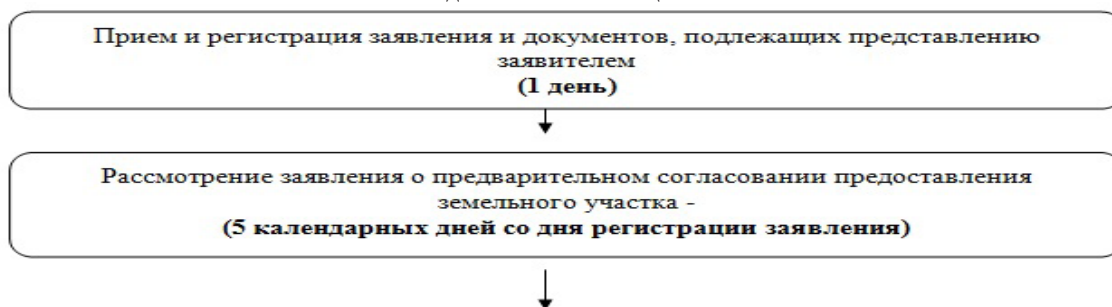 Прием и регистрация заявления и документов, подлежащих представлению
заявителем
(1 день)
Рассмотрение заявления о предварительном согласовании предоставления
земельного участка -
(5 календарных дней со дня регистрации заявления)